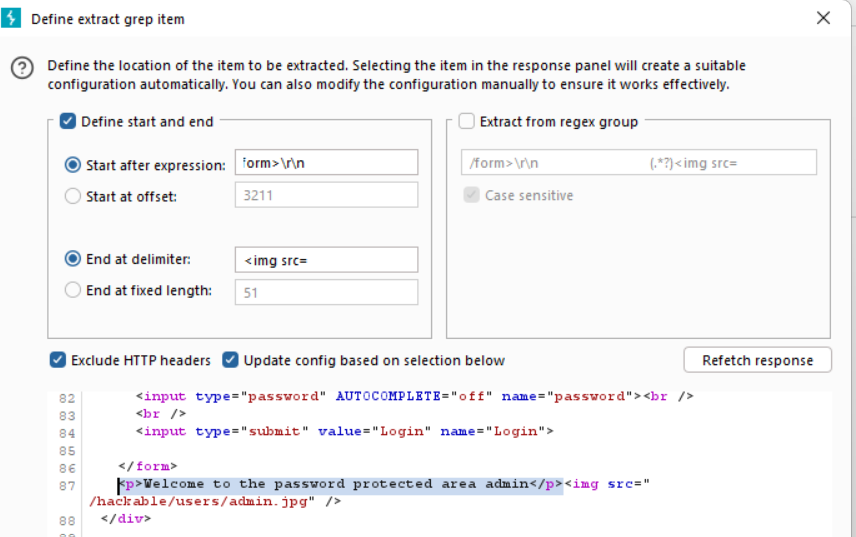 Define extract grep item
Define the location of the item to be extracted. Selecting the item in the response panel will create a suitable
configuration automatically. You can also modify the configuration manually to ensure it works effectively.
Define start and end
Start after expression: form>\r\n
Start at offset: 3211
End at delimiter: <img src=
End at fixed length: 51
Extract from regex group
/form>\r\n (.*?)<img src=
Case sensitive
Exclude HTTP headers Update config based on selection below Refetch response
82 <input type="password" AUTOCOMPLETE="off" name="password"><br />
83 <br />
84 <input type="submit" value="Login" name="Login">
85
86 </form>
87 <p>Welcome to the password protected area admin</p><img src="
/hackable/users/admin.jpg" />
88 </div>